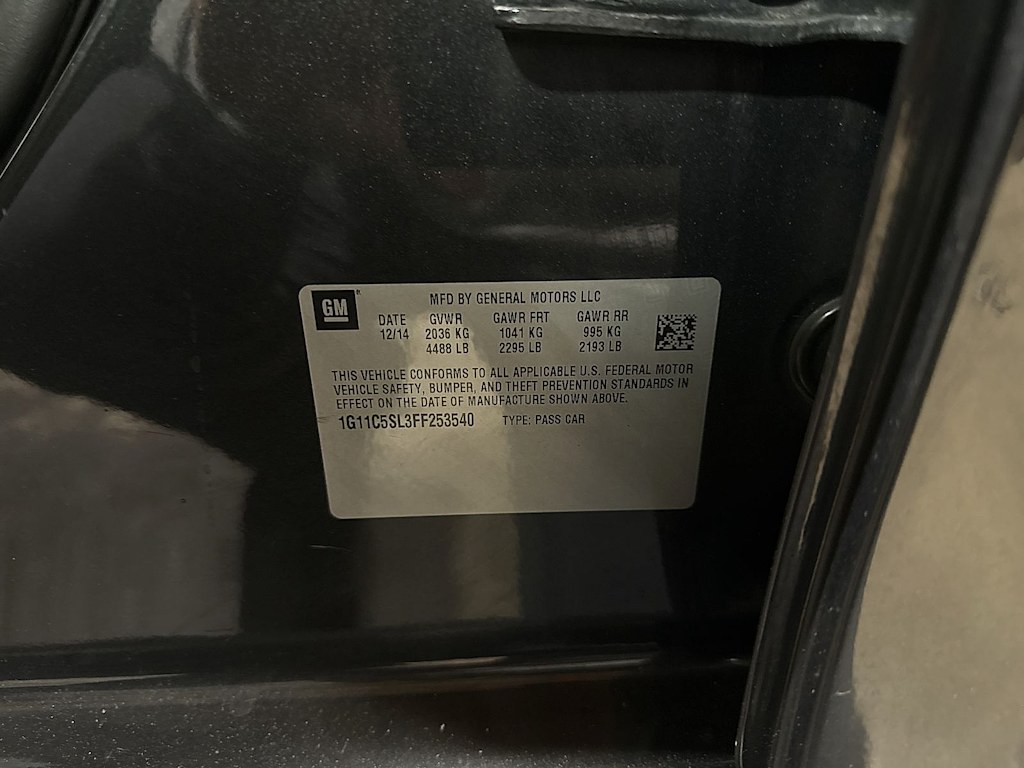 GM
MFD BY GENERAL MOTORS LLC
DATE GVWR GAWR FRT GAWR RR
12/14 2036 KG 1041 KG 995 KG
4488 LB 2295 LB 2193 LB
THIS VEHICLE CONFORMS TO ALL APPLICABLE U.S. FEDERAL MOTOR
VEHICLE SAFETY, BUMPER, AND THEFT PREVENTION STANDARDS IN
EFFECT ON THE DATE OF MANUFACTURE SHOWN ABOVE.
1G11C5SL3FF253540 TYPE: PASS CAR